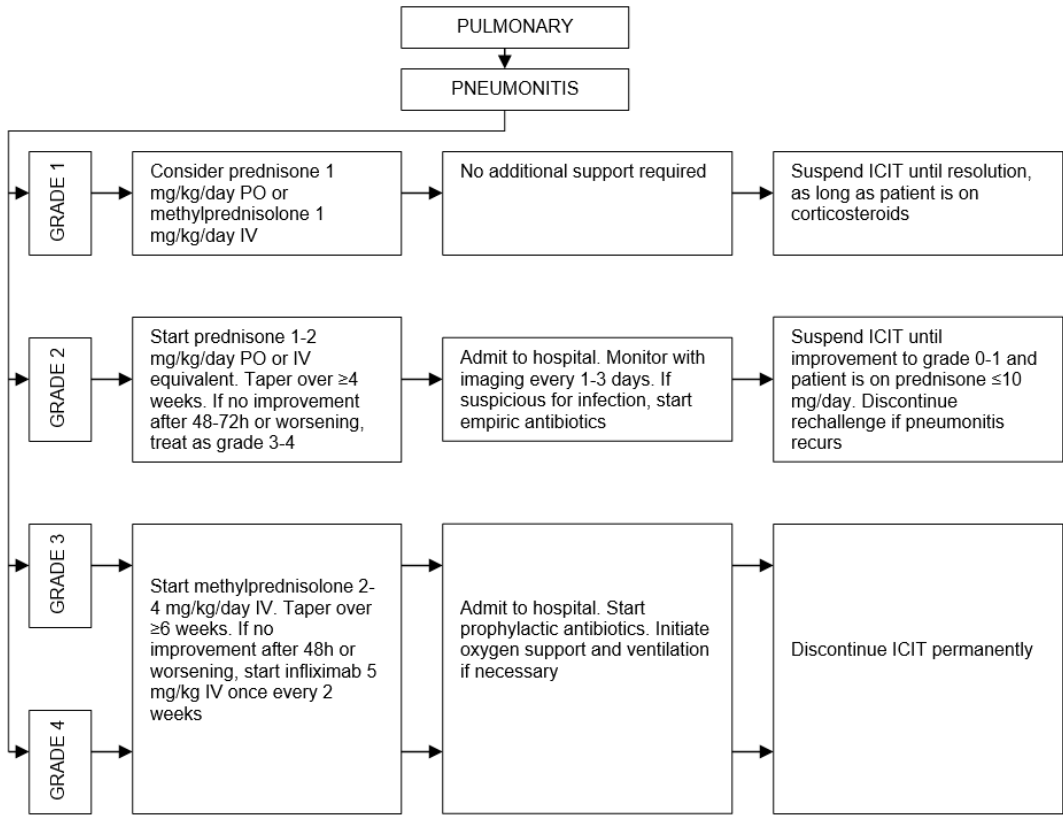 PULMONARY
PNEUMONITIS
GRADE 1
Consider prednisone 1
mg/kg/day PO or
methylprednisolone 1
mg/kg/day IV
No additional support required
Suspend ICIT until resolution,
as long as patient is on
corticosteroids
GRADE 2
Start prednisone 1-2
mg/kg/day PO or IV
equivalent. Taper over ≥4
weeks. If no improvement
after 48-72h or worsening,
treat as grade 3-4
Admit to hospital. Monitor with
imaging every 1-3 days. If
suspicious for infection, start
empiric antibiotics
Suspend ICIT until
improvement to grade 0-1 and
patient is on prednisone ≤10
mg/day. Discontinue
rechallenge if pneumonitis
recurs
GRADE 3
GRADE 4
Start methylprednisolone 2-
4 mg/kg/day IV. Taper over
≥6 weeks. If no
improvement after 48h or
worsening, start infliximab 5
mg/kg IV once every 2
weeks
Admit to hospital. Start
prophylactic antibiotics. Initiate
oxygen support and ventilation
if necessary
Discontinue ICIT permanently